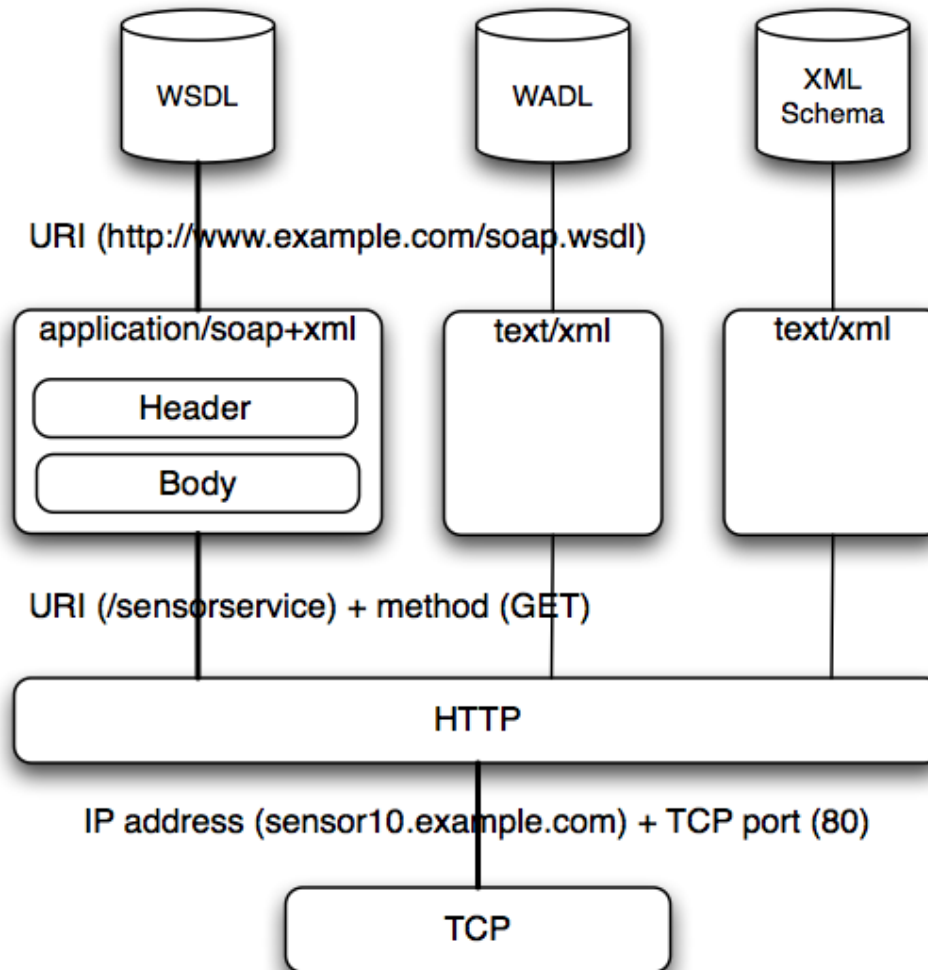 WSDL
WADL
XML
Schema
URI (http://www.example.com/soap.wsdl)
application/soap+xml
text/xml
text/xml
Header
Body
URI (/sensorservice) + method (GET)
HTTP
IP address (sensor10.example.com) + TCP port (80)
TCP